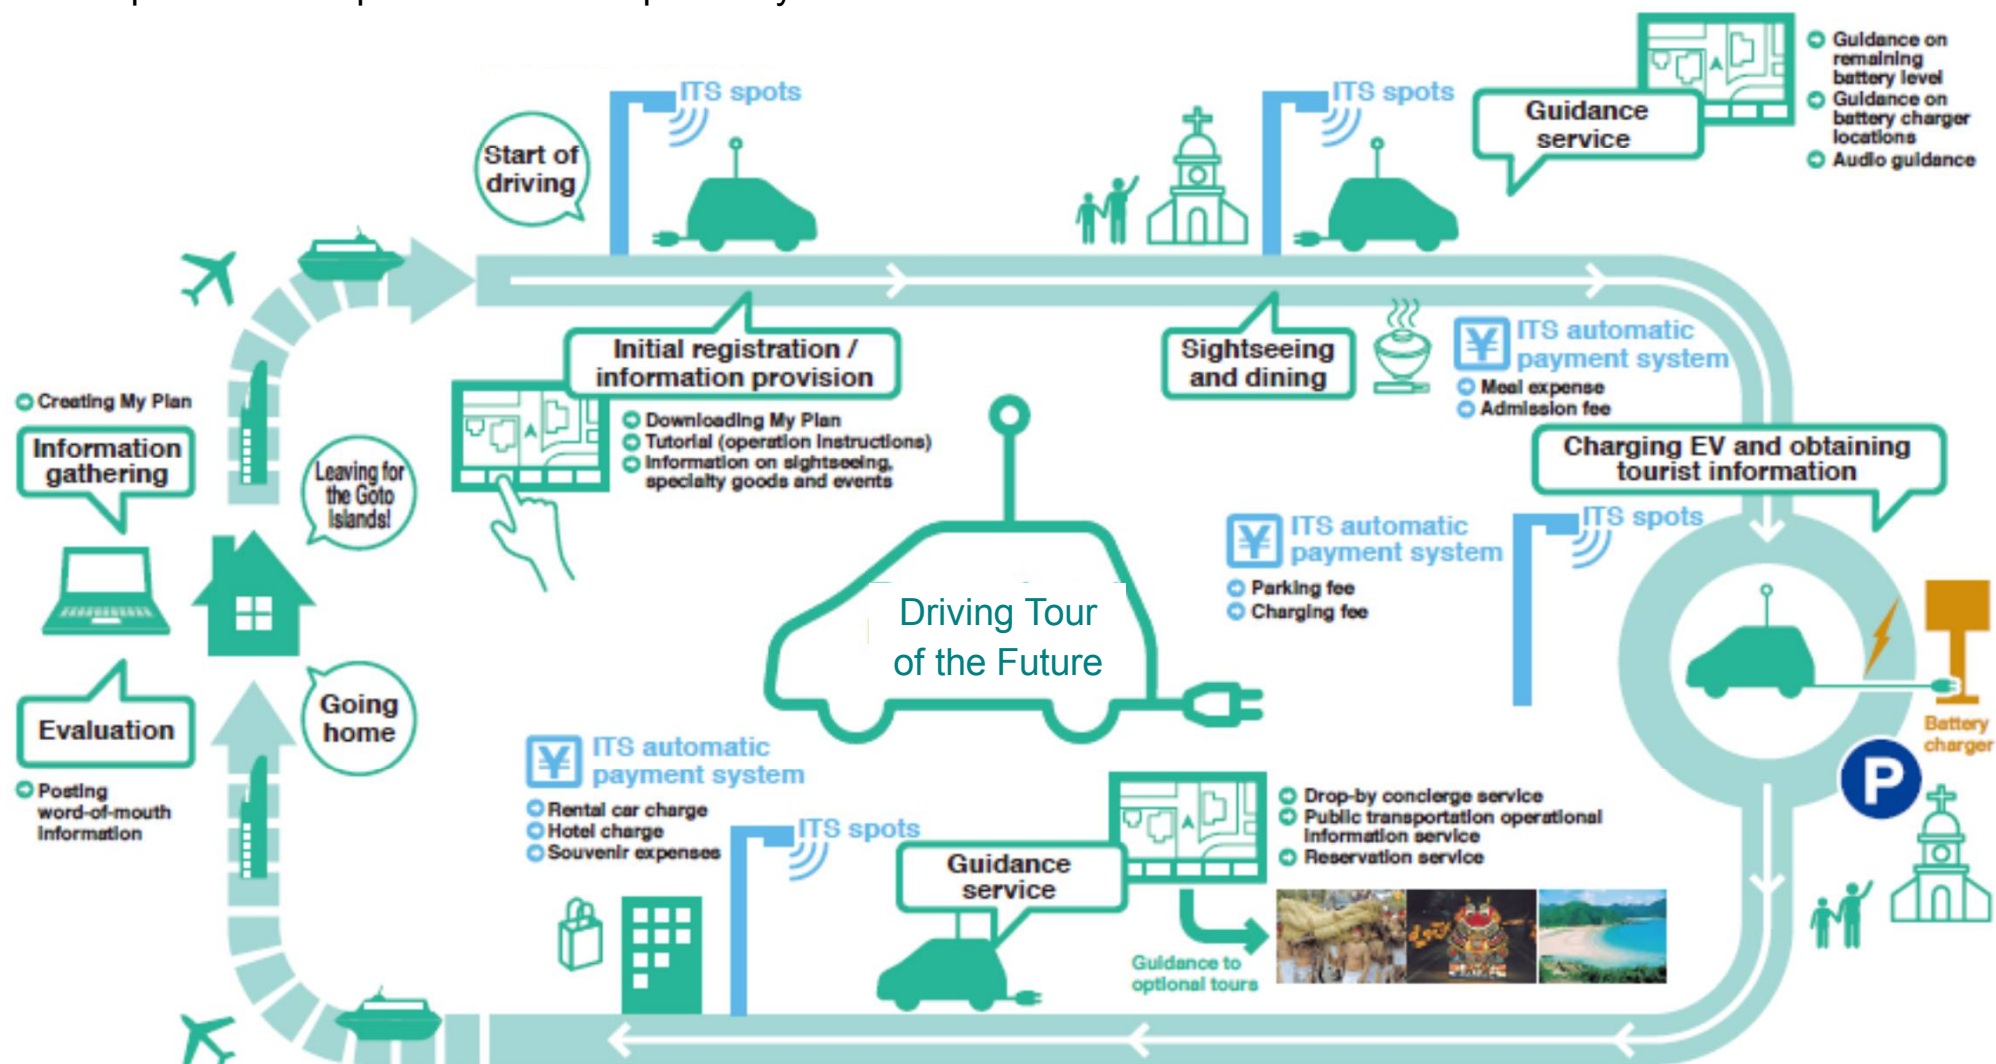 ITS spots
ITS spots
Guidance
service
Guidance on
remaining
battery level
Guidance on
battery charger
locations
Audio guidance
Start of
driving
Initial registration /
information provision
Downloading My Plan
Tutorial (operation instructions)
Information on sightseeing,
specialty goods and events
Sightseeing
and dining
¥
ITS automatic
payment system
Meal expense
Admission fee
Creating My Plan
Information
gathering
Leaving for
the Goto
Islands!
Charging EV and obtaining
tourist information
¥
ITS automatic
payment system
Parking fee
Charging fee
ITS spots
Driving Tour
of the Future
Battery
charger
P
Going
home
Evaluation
Posting
word-of-mouth
information
¥
ITS automatic
payment system
Rental car charge
Hotel charge
Souvenir expenses
ITS spots
Guidance
service
Drop-by concierge service
Public transportation operational
information service
Reservation service
Guidance to
optional tours